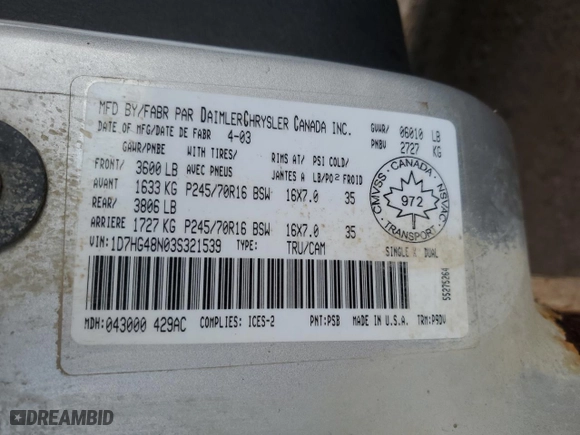 MFD BY/FABR PAR DAIMLERCHRYSLER CANADA INC.
DATE OF MFG/DATE DE FABR 4-03
GVWR/ 06010 LB
PNBV 2727 KG
GAWR/PNBE WITH TIRES/ RIMS AT/ PSI COLD/
AVEC PNEUS JANTES A LB/PO² FROID
FRONT/ 3600 LB
AVANT 1633 KG P245/70R16 BSW 16X7.0 35
REAR/ 3806 LB
ARRIERE 1727 KG P245/70R16 BSW 16X7.0 35
CMVSS - CANADA - NSVAC
972
TRANSPORT
VIN: 1D7HG48N03S321539 TYPE: TRU/CAM SINGLE X DUAL
55275264
MDH: 043000 429AC COMPLIES: ICES-2 PNT: PSB MADE IN U.S.A. TRM: P9DV
DREAMBID